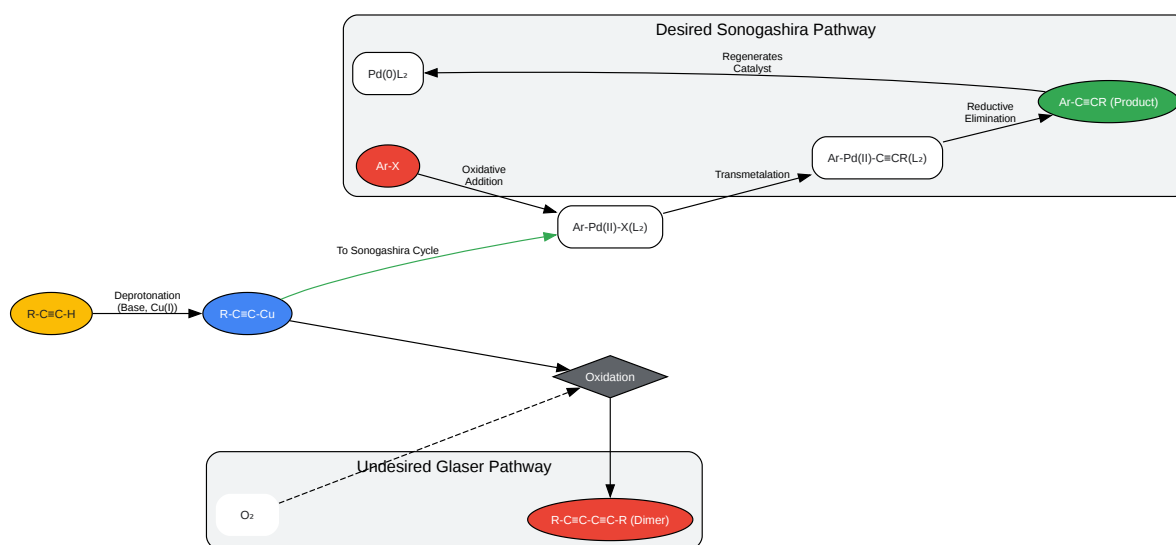 Desired Sonogashira Pathway
Pd(0)L₂
Regenerates
Catalyst
Ar-C≡CR (Product)
Reductive
Elimination
Ar-Pd(II)-C≡CR(L₂)
Ar-X
Oxidative
Addition
Transmetalation
Ar-Pd(II)-X(L₂)
To Sonogashira Cycle
R-C≡C-H
Deprotonation
(Base, Cu(I))
R-C≡C-Cu
Oxidation
Undesired Glaser Pathway
O₂
R-C≡C-C≡C-R (Dimer)